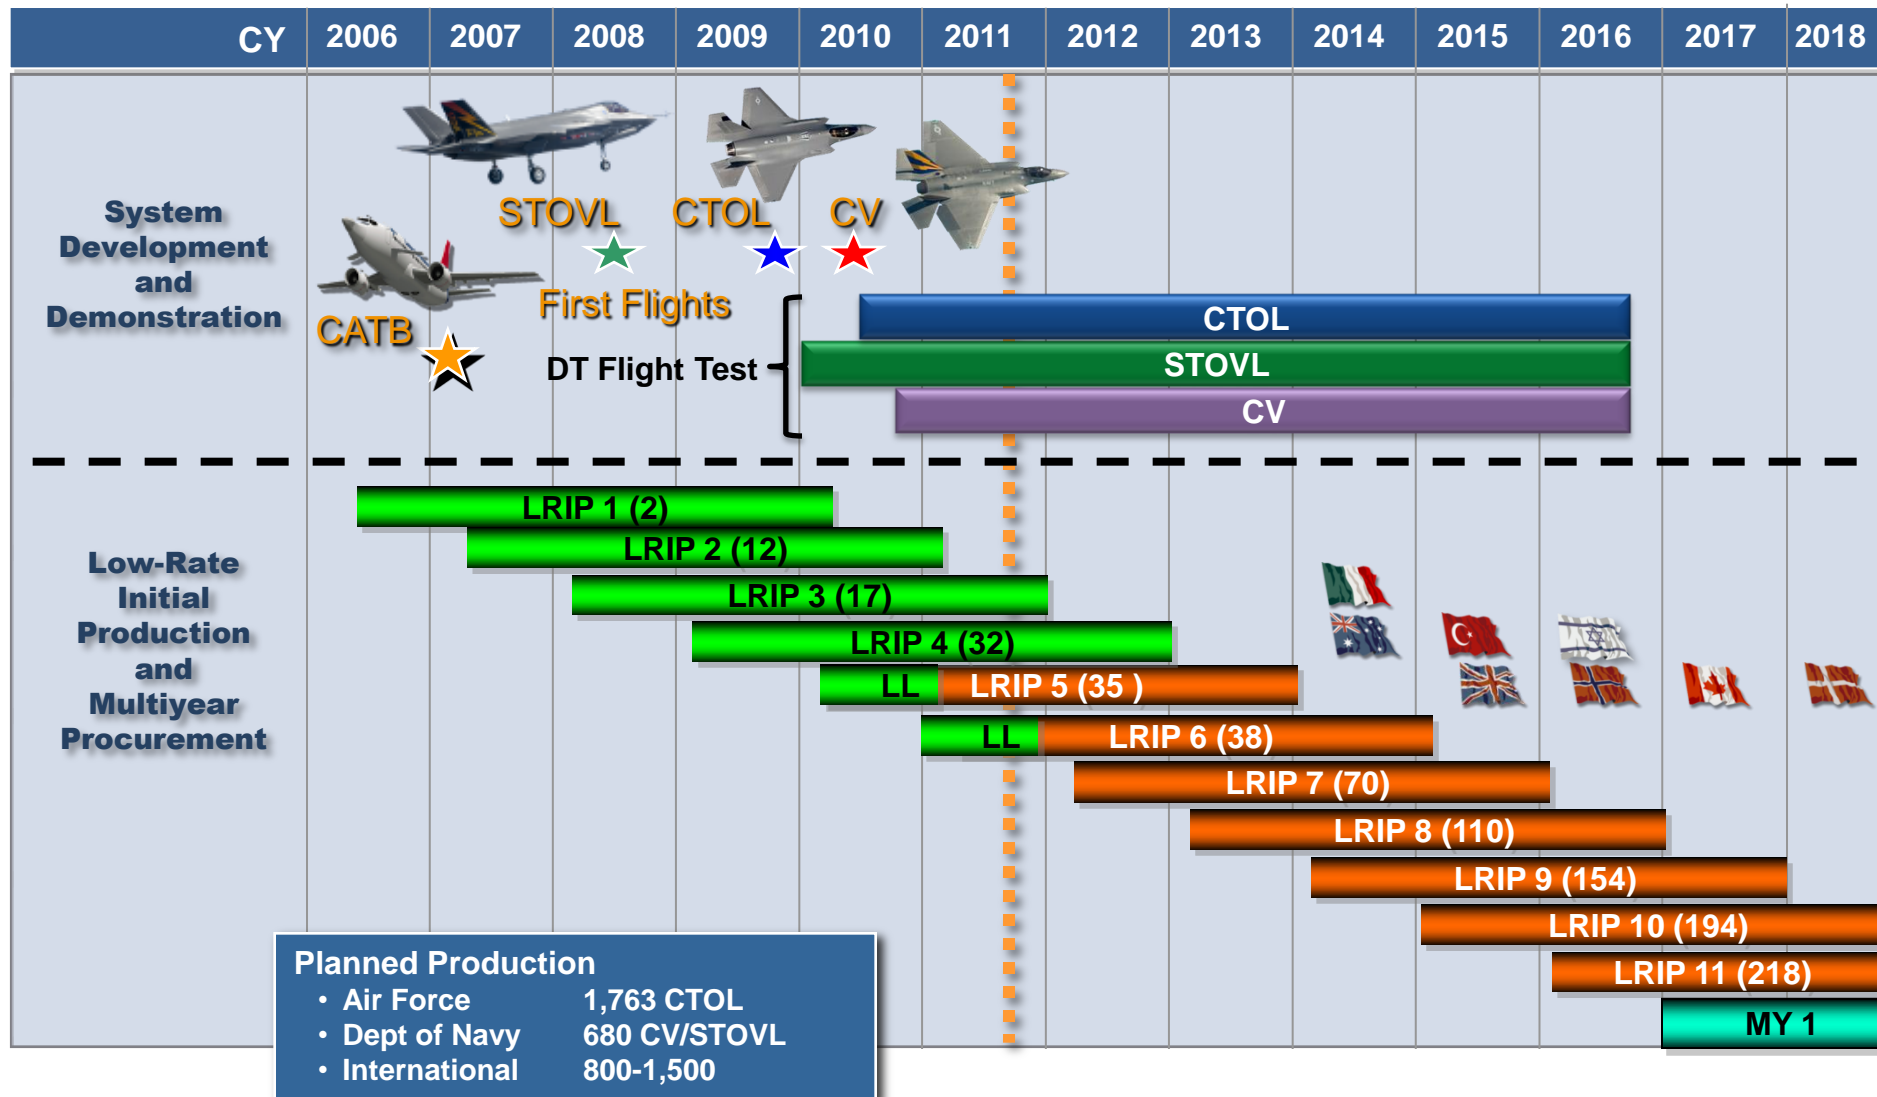 CY 2006 2007 2008 2009 2010 2011 2012 2013 2014 2015 2016 2017 2018
System
Development
and
Demonstration
STOVL CTOL CV
First Flights
CATB
DT Flight Test
CTOL
STOVL
CV
Low-Rate
Initial
Production
and
Multiyear
Procurement
LRIP 1 (2)
LRIP 2 (12)
LRIP 3 (17)
LRIP 4 (32)
LL LRIP 5 (35 )
LL LRIP 6 (38)
LRIP 7 (70)
LRIP 8 (110)
LRIP 9 (154)
LRIP 10 (194)
LRIP 11 (218)
MY 1
Planned Production
• Air Force 1,763 CTOL
• Dept of Navy 680 CV/STOVL
• International 800-1,500